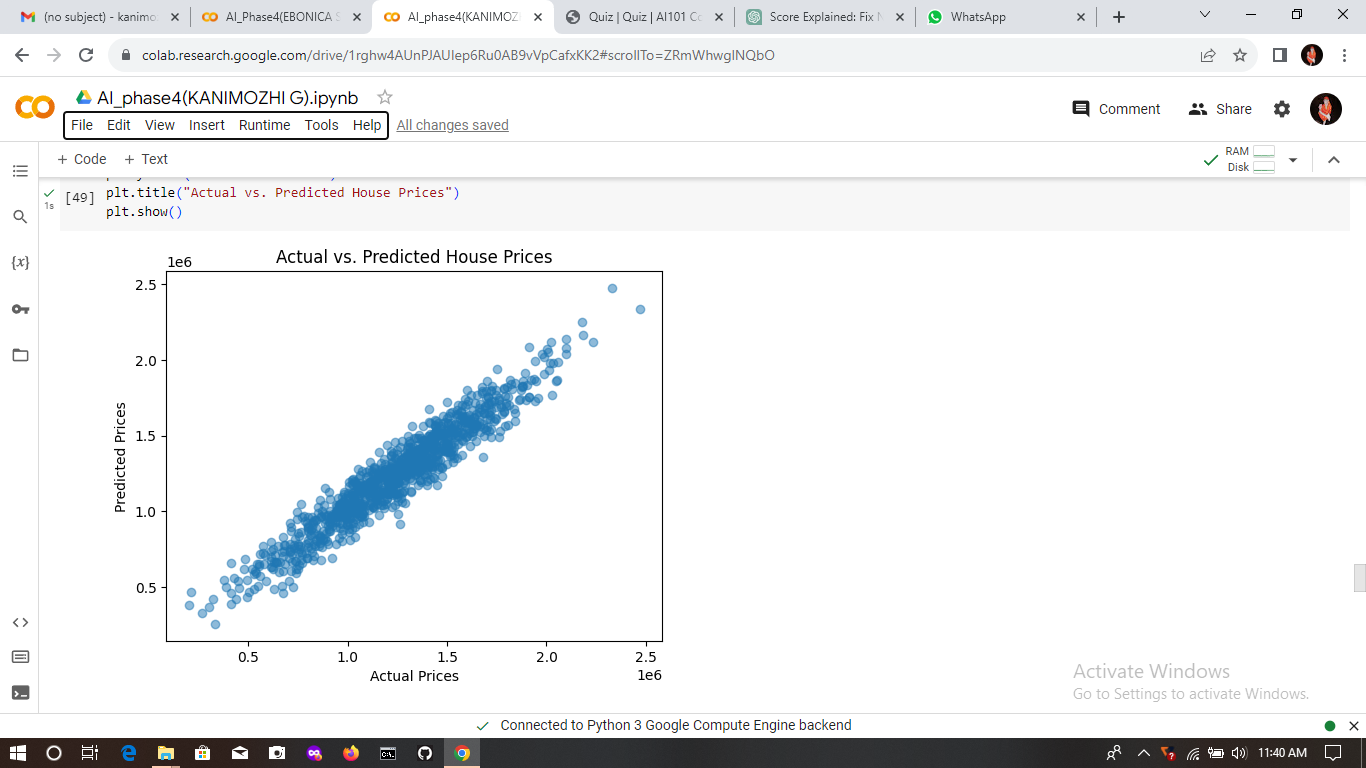 (no subject) - kanimo
AI_Phase4(EBONICA S
AI_phase4(KANIMOZ
Quiz | Quiz | AI101 Co
Score Explained: Fix N
WhatsApp
colab.research.google.com/drive/1rghw4AUnPJAUIep6Ru0AB9vVpCafxKK2#scrollTo=ZRmWhwglNQbO
AI_phase4(KANIMOZHI G).ipynb
Comment
Share
File Edit View Insert Runtime Tools Help All changes saved
+ Code + Text
RAM
Disk
[49] plt.title("Actual vs. Predicted House Prices")
1s
plt.show()
{x}
Actual vs. Predicted House Prices
1e6
2.5
2.0
1.5
1.0
0.5
Predicted Prices
0.5 1.0 1.5 2.0 2.5
Actual Prices
1e6
Activate Windows
Go to Settings to activate Windows.
Connected to Python 3 Google Compute Engine backend
11:40 AM